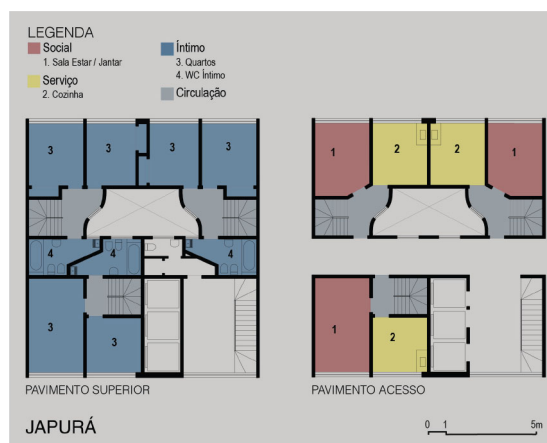 LEGENDA
Social
1. Sala Estar / Jantar
Serviço
2. Cozinha
Íntimo
3. Quartos
4. WC Íntimo
Circulação
3 3 3 3
4 4 4
3 3
PAVIMENTO SUPERIOR
1 2 2 1
1 2
PAVIMENTO ACESSO
JAPURÁ
0 1 5m